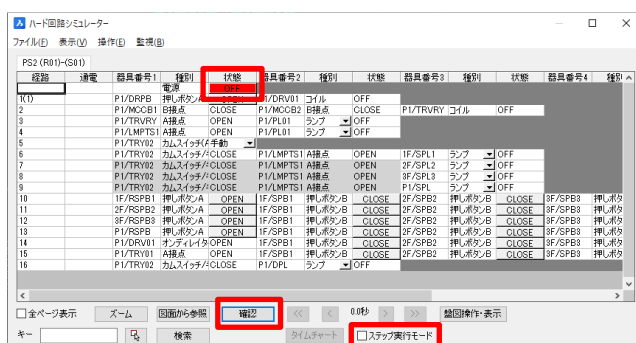 ハード回路シミュレーター
ファイル(F) 表示(V) 操作(E) 監視(B)
PS2 (R01)-(S01)
経路 通電 器具番号1 種別 状態 器具番号2 種別 状態 器具番号3 種別 状態 器具番号4 種別
電源 OFF
1(1) P1/DRPB 押しボタンA OPEN P1/DRV01 コイル OFF
2 P1/MCCB1 B接点 CLOSE P1/MCCB2 B接点 CLOSE P1/TRVRY コイル OFF
3 P1/TRVRY A接点 OPEN P1/PL01 ランプ OFF
4 P1/LMPTS1 A接点 OPEN P1/PL01 ランプ OFF
5 P1/TRY02 カムスイッチ(A 手動
6 P1/TRY02 カムスイッチ/ CLOSE P1/LMPTS1 A接点 OPEN 1F/SPL1 ランプ OFF
7 P1/TRY02 カムスイッチ/ CLOSE P1/LMPTS1 A接点 OPEN 2F/SPL2 ランプ OFF
8 P1/TRY02 カムスイッチ/ CLOSE P1/LMPTS1 A接点 OPEN 3F/SPL3 ランプ OFF
9 P1/TRY02 カムスイッチ/ CLOSE P1/LMPTS1 A接点 OPEN P1/SPL ランプ OFF
10 1F/RSPB1 押しボタンA OPEN 1F/SPB1 押しボタンB CLOSE 2F/SPB2 押しボタンB CLOSE 3F/SPB3 押しボタ
11 2F/RSPB2 押しボタンA OPEN 1F/SPB1 押しボタンB CLOSE 2F/SPB2 押しボタンB CLOSE 3F/SPB3 押しボタ
12 3F/RSPB3 押しボタンA OPEN 1F/SPB1 押しボタンB CLOSE 2F/SPB2 押しボタンB CLOSE 3F/SPB3 押しボタ
13 P1/RSPB 押しボタンA OPEN 1F/SPB1 押しボタンB CLOSE 2F/SPB2 押しボタンB CLOSE 3F/SPB3 押しボタ
14 P1/DRV01 オンディレイタ OPEN 1F/SPB1 押しボタンB CLOSE 2F/SPB2 押しボタンB CLOSE 3F/SPB3 押しボタ
15 P1/TRY01 A接点 OPEN 1F/SPB1 押しボタンB CLOSE 2F/SPB2 押しボタンB CLOSE 3F/SPB3 押しボタ
16 P1/TRY02 カムスイッチ/ CLOSE P1/DPL ランプ OFF
全ページ表示 ズーム 図面から参照 確認 << < 0.0秒 > >> 盤図操作・表示
キー 検索 タイムチャート ステップ実行モード